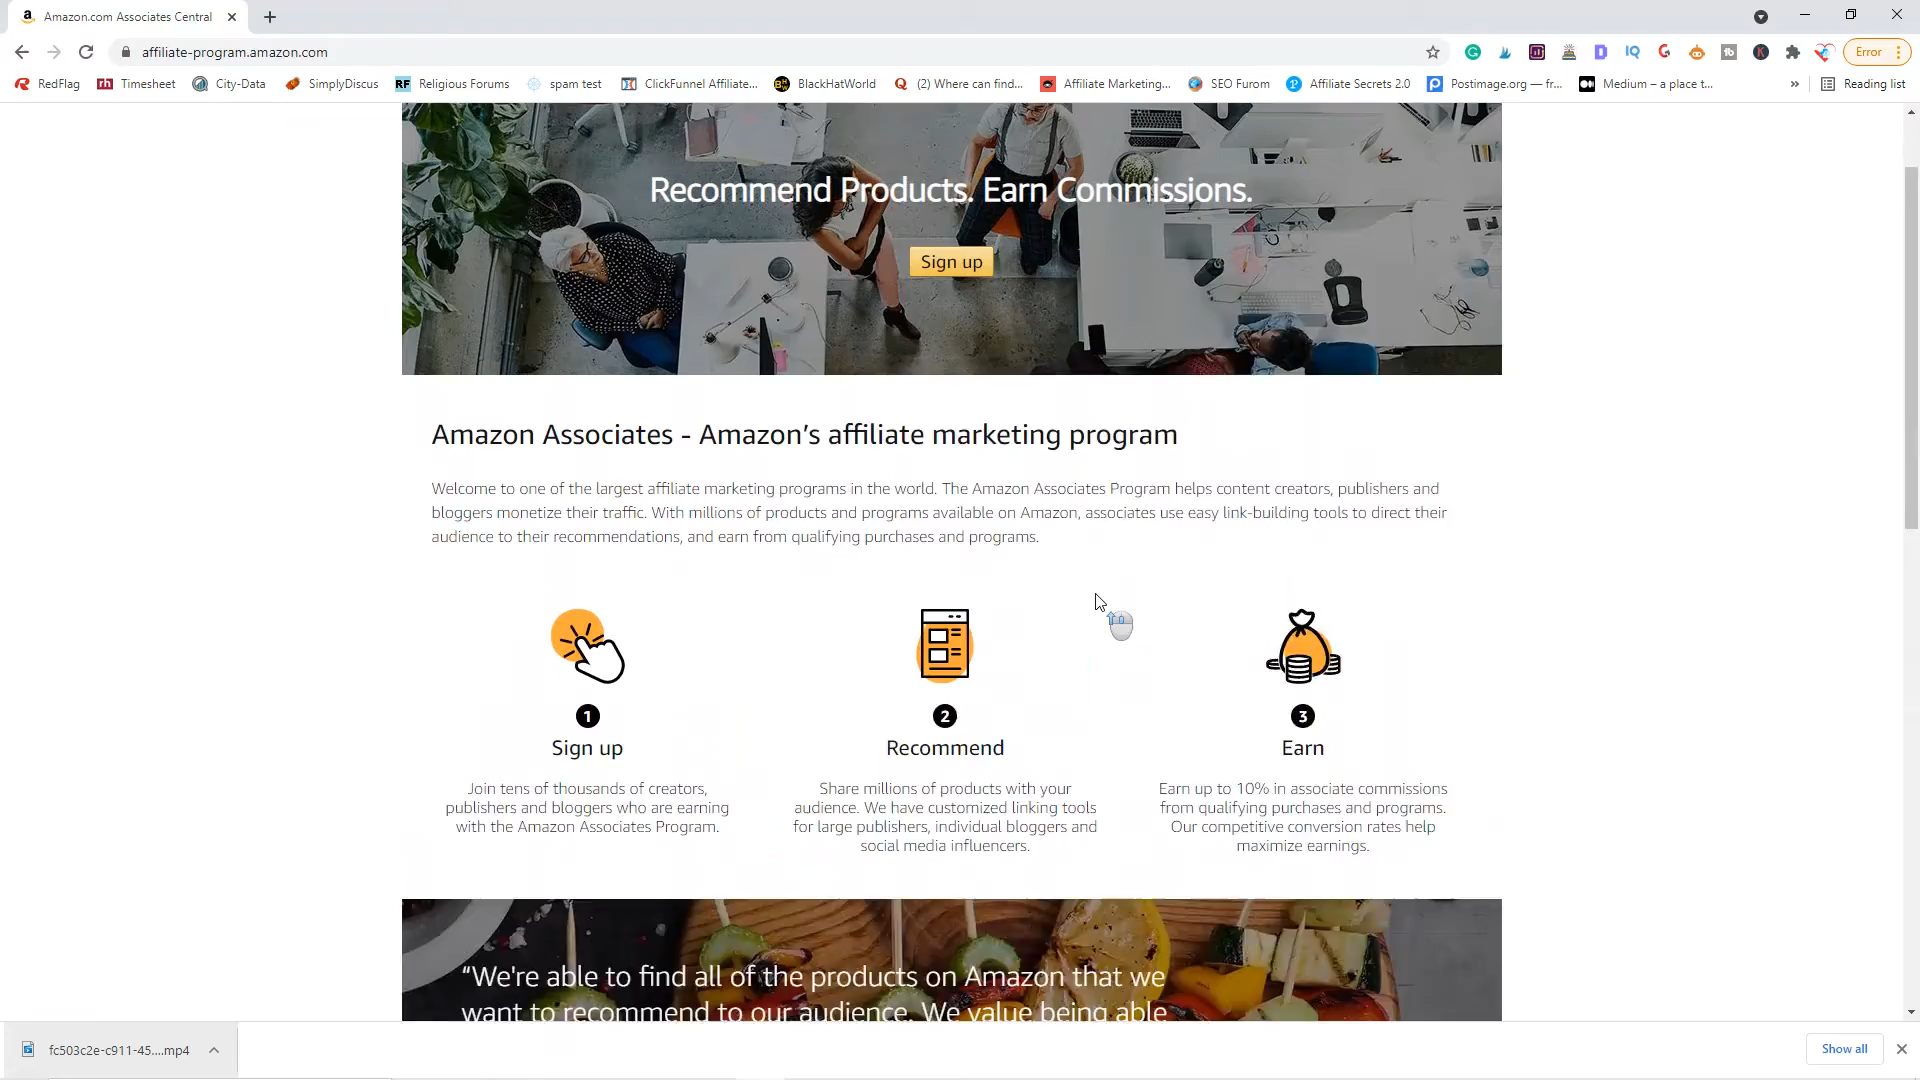 Amazon.com Associates Central
affiliate-program.amazon.com
Error
RedFlag
Timesheet
City-Data
SimplyDiscus
Religious Forums
spam test
ClickFunnel Affiliate...
BlackHatWorld
(2) Where can find...
Affiliate Marketing...
SEO Furom
Affiliate Secrets 2.0
Postimage.org — fr...
Medium – a place t...
»
Reading list
Recommend Products. Earn Commissions.
Sign up
Amazon Associates - Amazon’s affiliate marketing program
Welcome to one of the largest affiliate marketing programs in the world. The Amazon Associates Program helps content creators, publishers and
bloggers monetize their traffic. With millions of products and programs available on Amazon, associates use easy link-building tools to direct their
audience to their recommendations, and earn from qualifying purchases and programs.
1
Sign up
Join tens of thousands of creators,
publishers and bloggers who are earning
with the Amazon Associates Program.
2
Recommend
Share millions of products with your
audience. We have customized linking tools
for large publishers, individual bloggers and
social media influencers.
3
Earn
Earn up to 10% in associate commissions
from qualifying purchases and programs.
Our competitive conversion rates help
maximize earnings.
“We're able to find all of the products on Amazon that we
want to recommend to our audience. We value being able
fc503c2e-c911-45....mp4
Show all